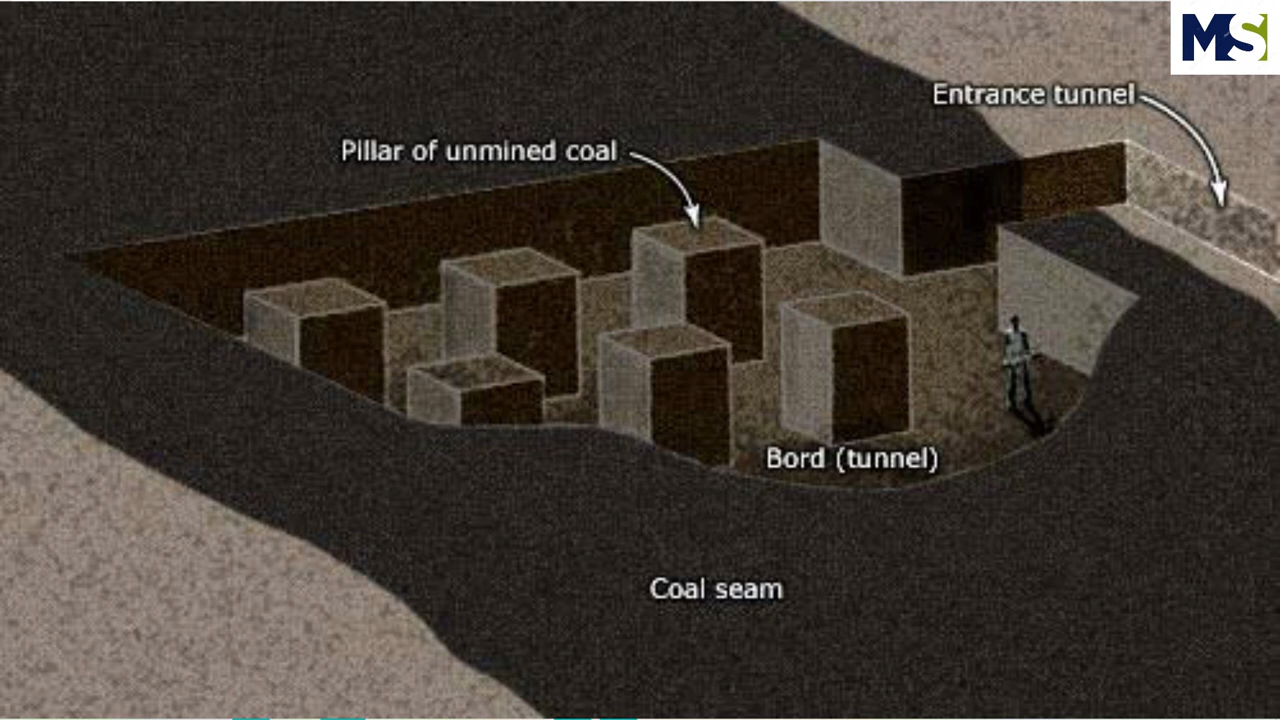 MS
Entrance tunnel
Pillar of unmined coal
Bord (tunnel)
Coal seam